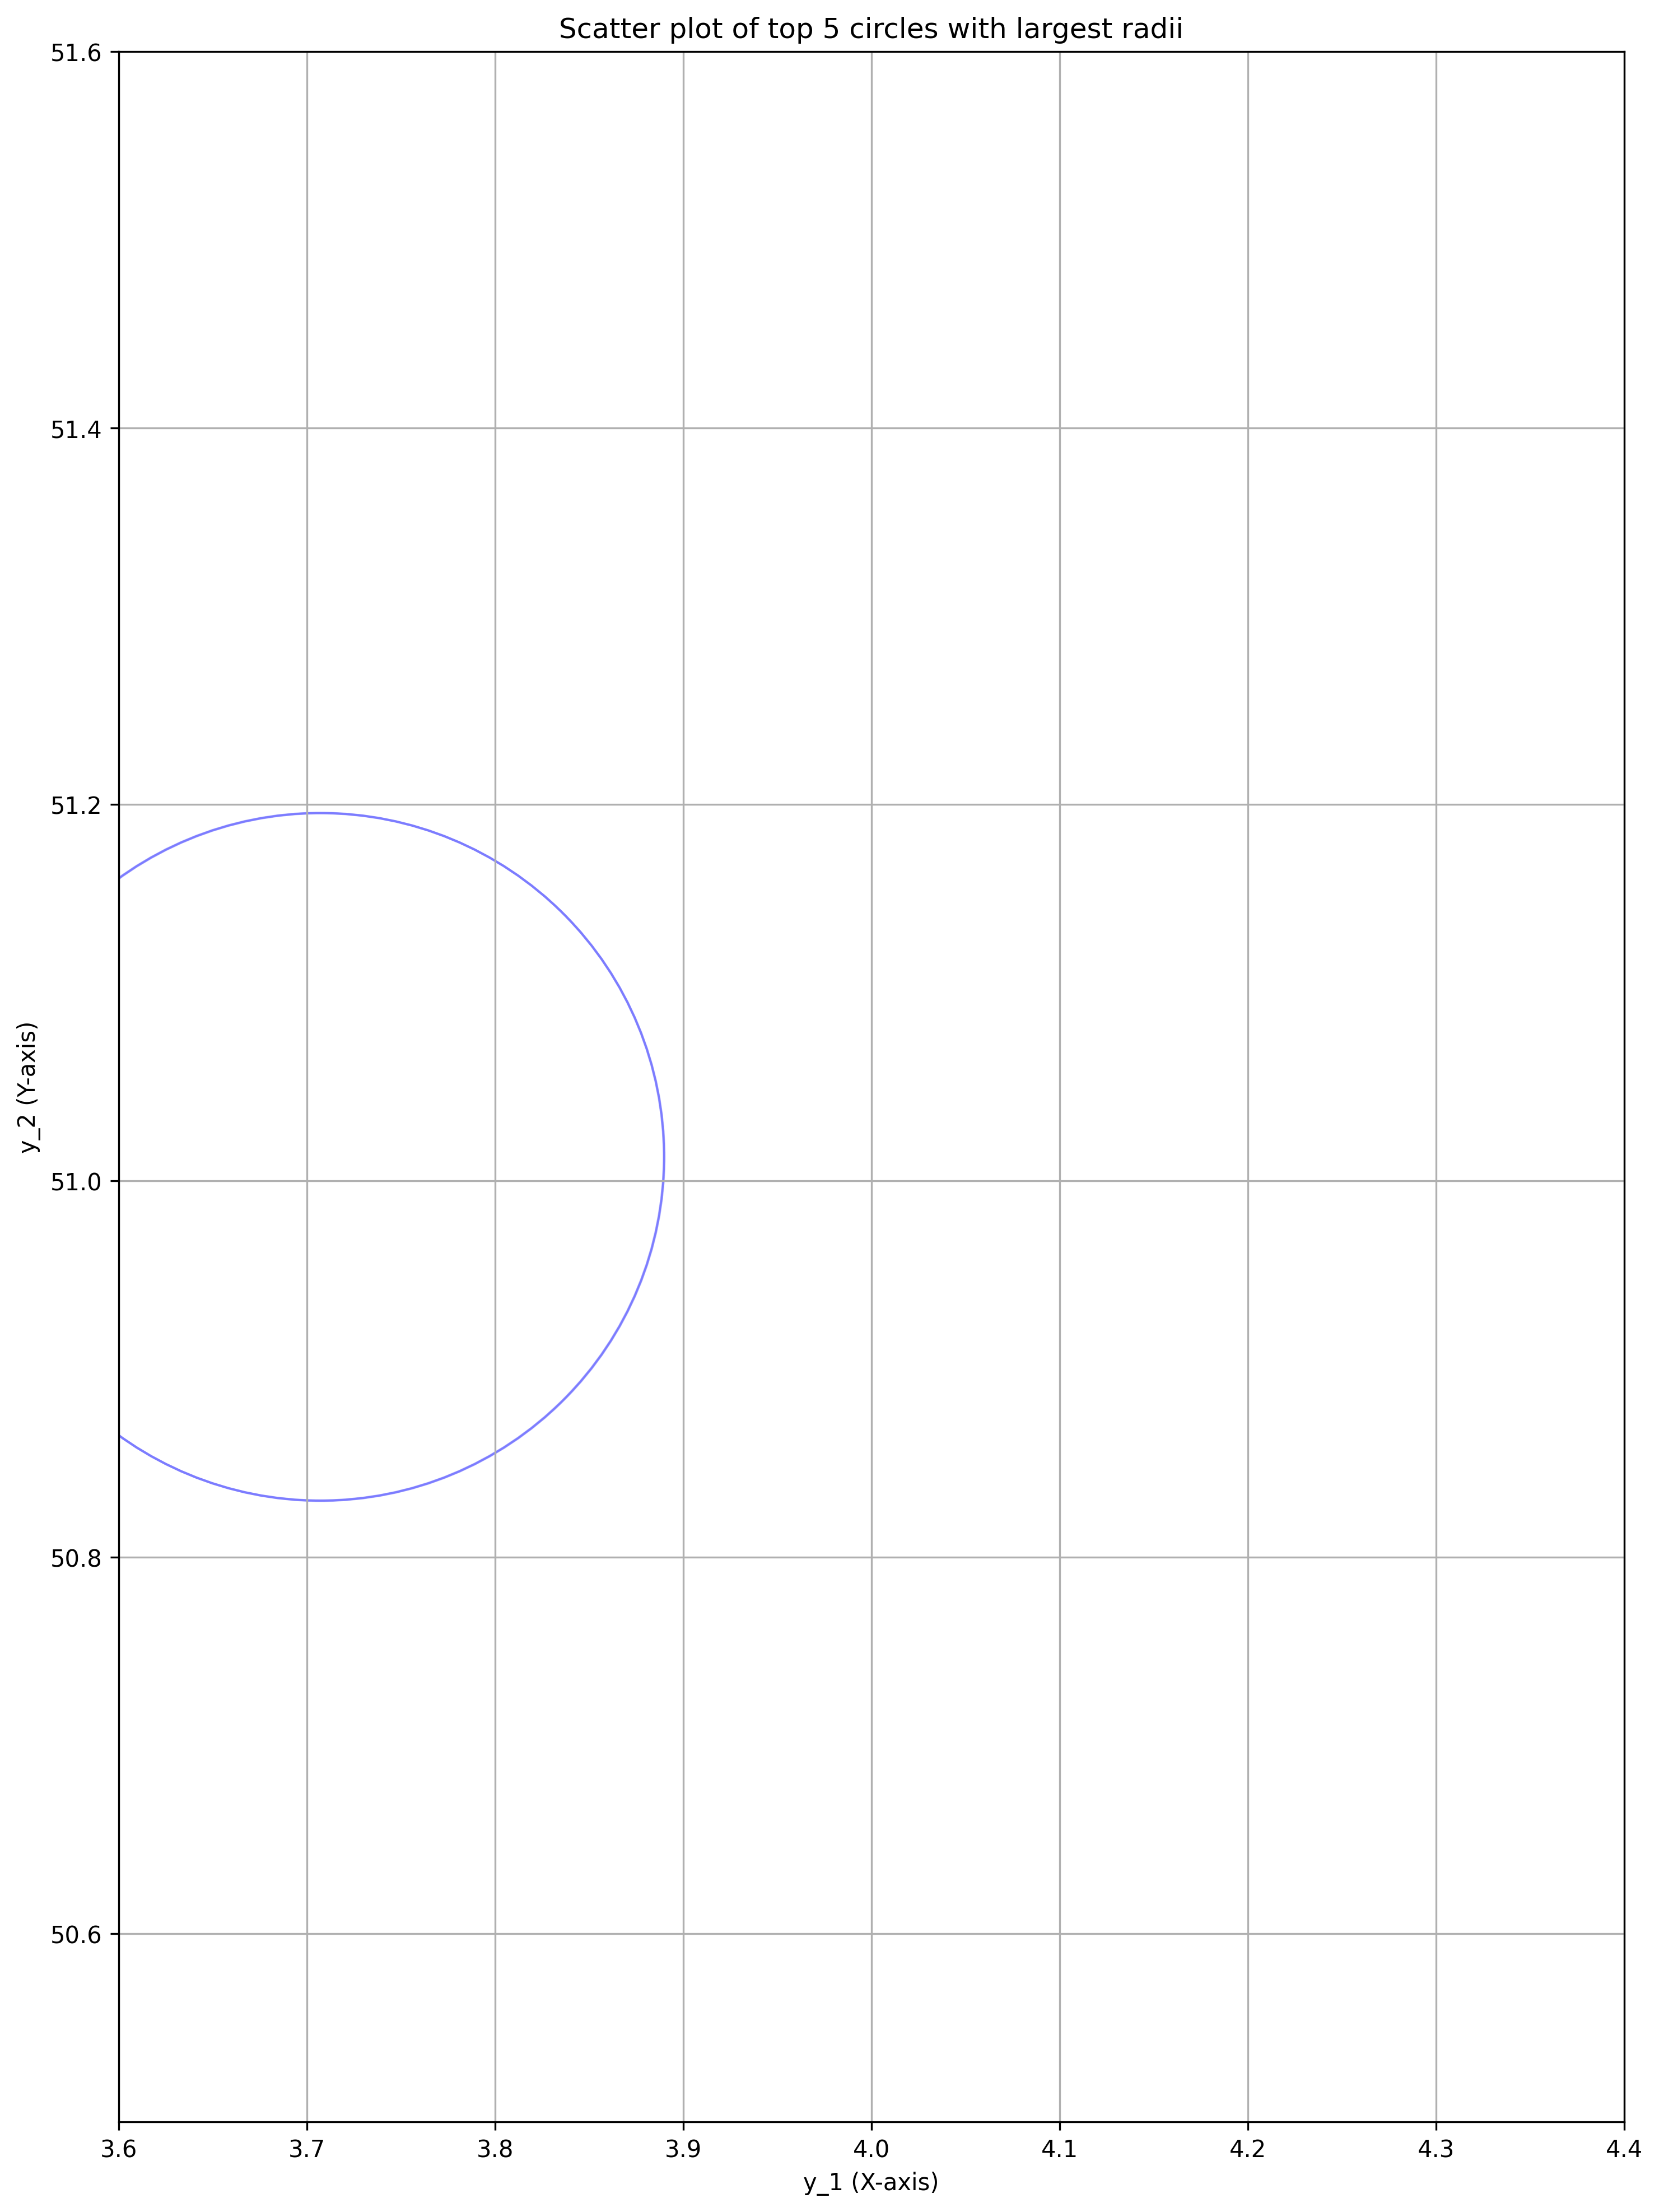 Scatter plot of top 5 circles with largest radii
51.6
51.4
51.2
51.0
50.8
50.6
y_2 (Y-axis)
3.6 3.7 3.8 3.9 4.0 4.1 4.2 4.3 4.4
y_1 (X-axis)